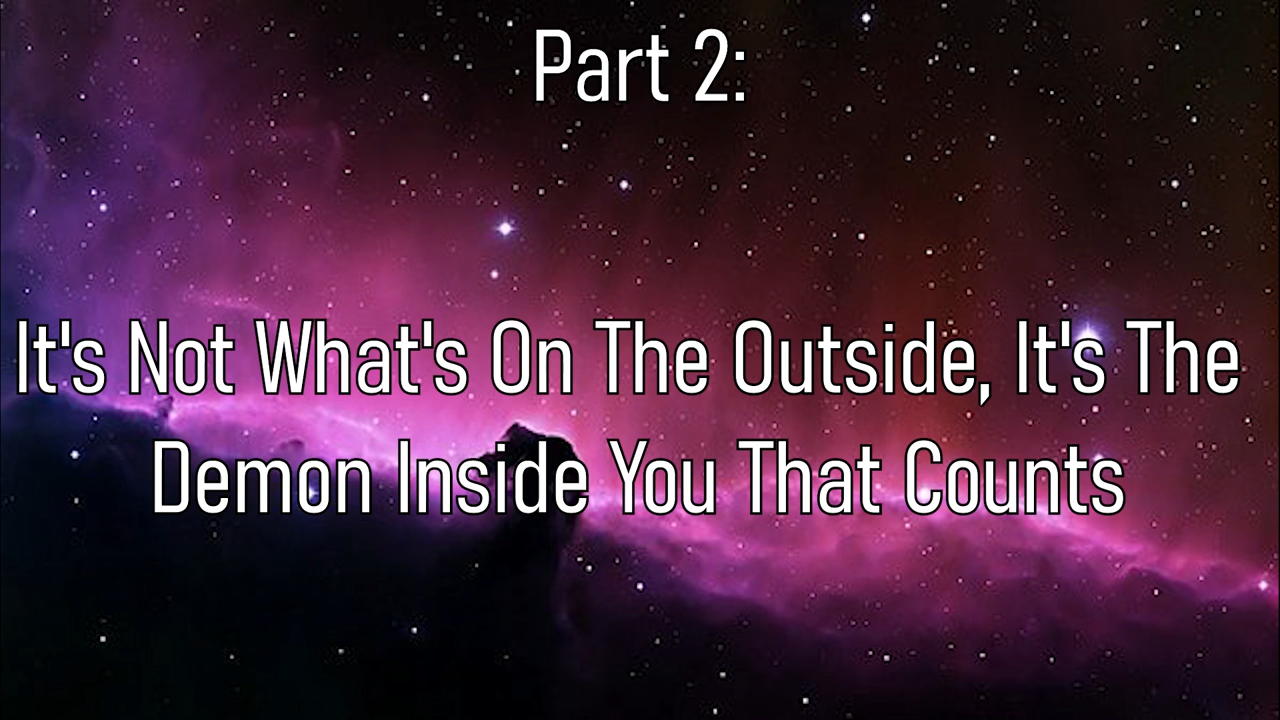 Part 2:
It's Not What's On The Outside, It's The
Demon Inside You That Counts